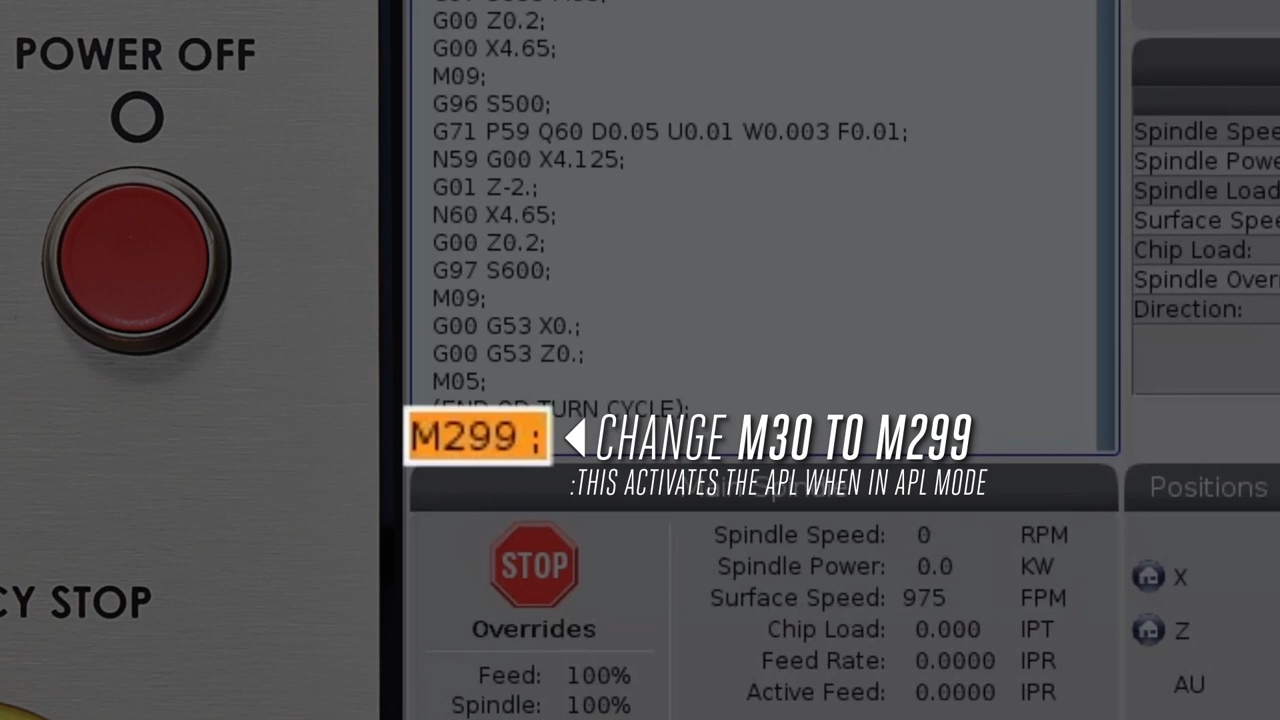 POWER OFF
CY STOP
G00 Z0.2;
G00 X4.65;
M09;
G96 S500;
G71 P59 Q60 D0.05 U0.01 W0.003 F0.01;
N59 G00 X4.125;
G01 Z-2.;
N60 X4.65;
G00 Z0.2;
G97 S600;
M09;
G00 G53 X0.;
G00 G53 Z0.;
M05;
(END OD TURN CYCLE);
M299 ;
CHANGE M30 TO M299
:THIS ACTIVATES THE APL WHEN IN APL MODE
STOP
Overrides
Feed: 100%
Spindle: 100%
Spindle Speed: 0 RPM
Spindle Power: 0.0 KW
Surface Speed: 975 FPM
Chip Load: 0.000 IPT
Feed Rate: 0.0000 IPR
Active Feed: 0.0000 IPR
Spindle Spee
Spindle Powe
Spindle Load
Surface Spee
Chip Load:
Spindle Over
Direction:
Positions
X
Z
AU